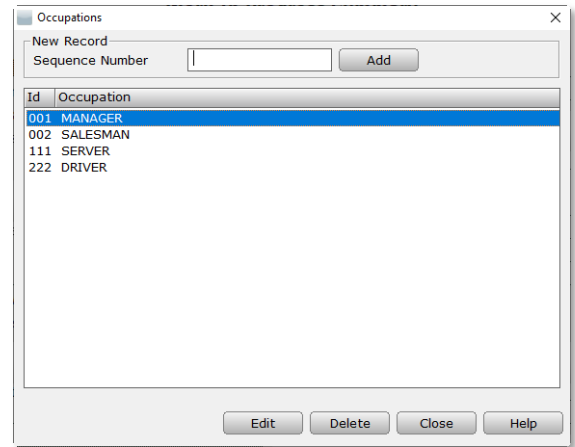 Occupations
New Record
Sequence Number Add
Id Occupation
001 MANAGER
002 SALESMAN
111 SERVER
222 DRIVER
Edit Delete Close Help